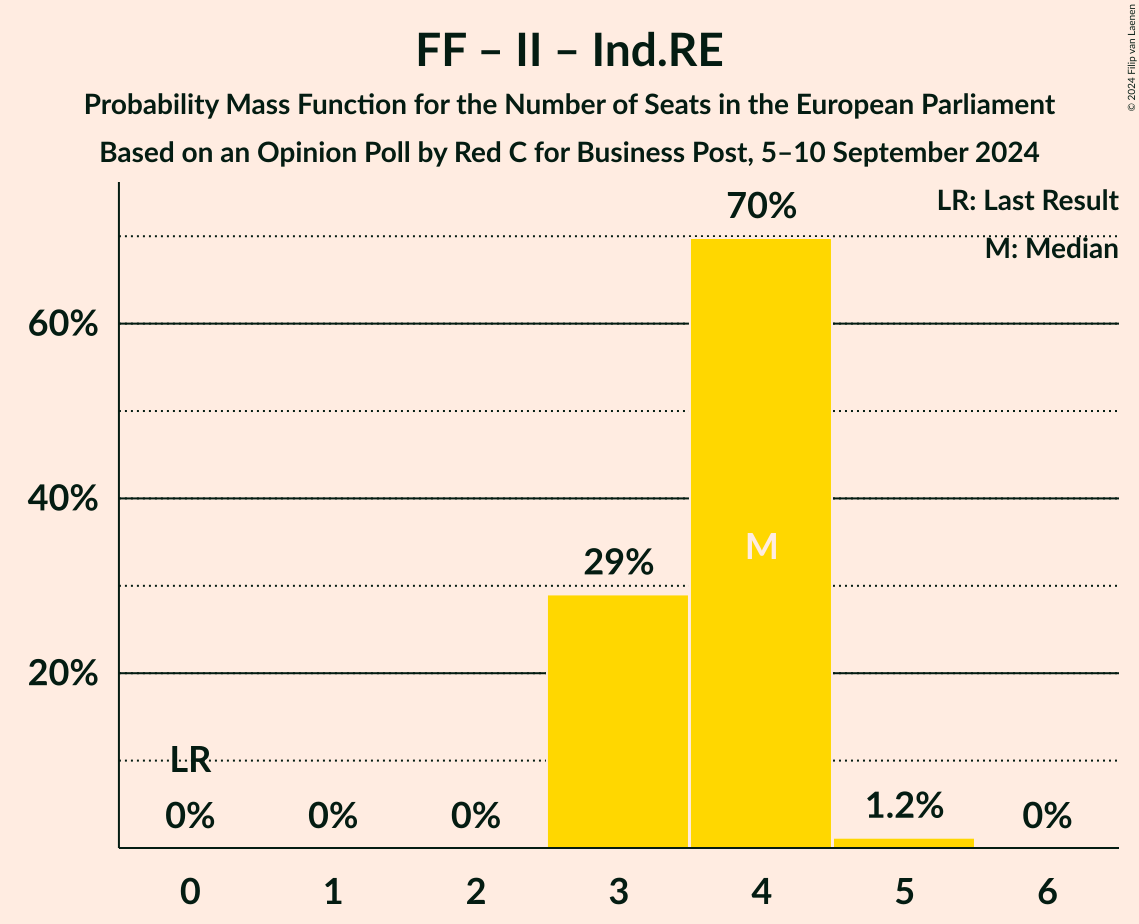 FF – II – Ind.RE
Probability Mass Function for the Number of Seats in the European Parliament
Based on an Opinion Poll by Red C for Business Post, 5–10 September 2024
© 2024 Filip van Laenen
LR: Last Result
M: Median
70%
60%
40%
M
29%
20%
LR
0%
0%
0%
1.2%
0%
0
1
2
3
4
5
6